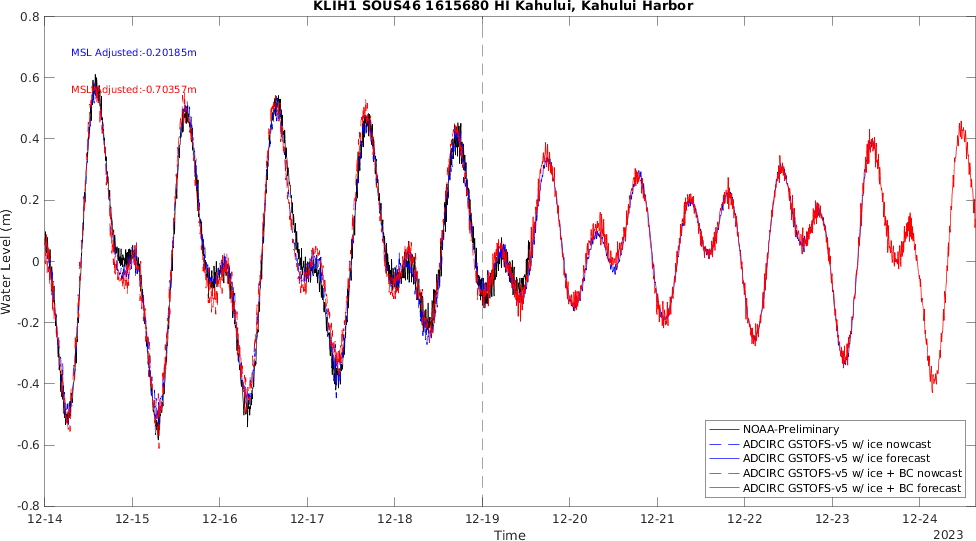 KLIH1 SOUS46 1615680 HI Kahului, Kahului Harbor
0.8
MSL Adjusted:-0.20185m
0.6
MSL Adjusted:-0.70357m
0.4
0.2
0
-0.2
-0.4
-0.6
-0.8
Water Level (m)
NOAA-Preliminary
ADCIRC GSTOFS-v5 w/ ice nowcast
ADCIRC GSTOFS-v5 w/ ice forecast
ADCIRC GSTOFS-v5 w/ ice + BC nowcast
ADCIRC GSTOFS-v5 w/ ice + BC forecast
12-14 12-15 12-16 12-17 12-18 12-19 12-20 12-21 12-22 12-23 12-24
Time
2023